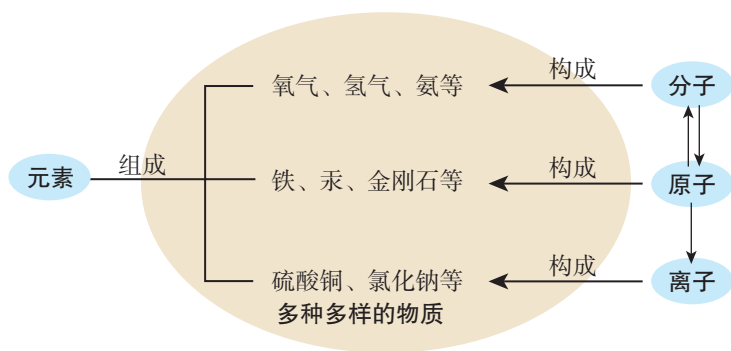 氧气、氢气、氨等
构成
分子
元素
组成
铁、汞、金刚石等
构成
原子
硫酸铜、氯化钠等
构成
离子
多种多样的物质